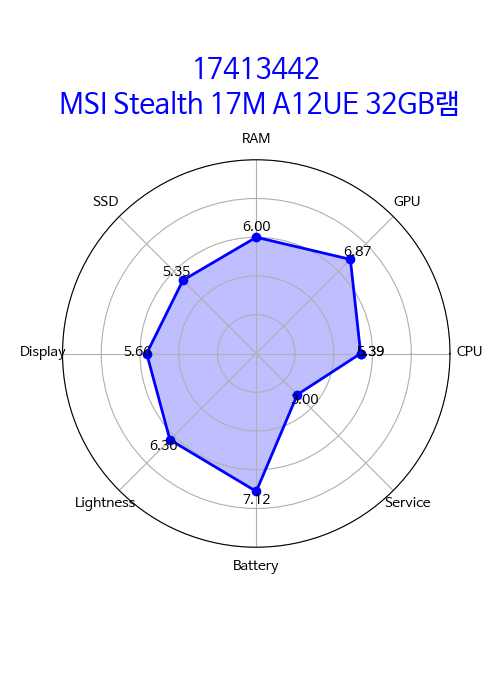 17413442
MSI Stealth 17M A12UE 32GB램
RAM
SSD
GPU
6.00
6.87
5.35
Display
5.66
5.39
CPU
3.00
6.30
7.12
Lightness
Service
Battery